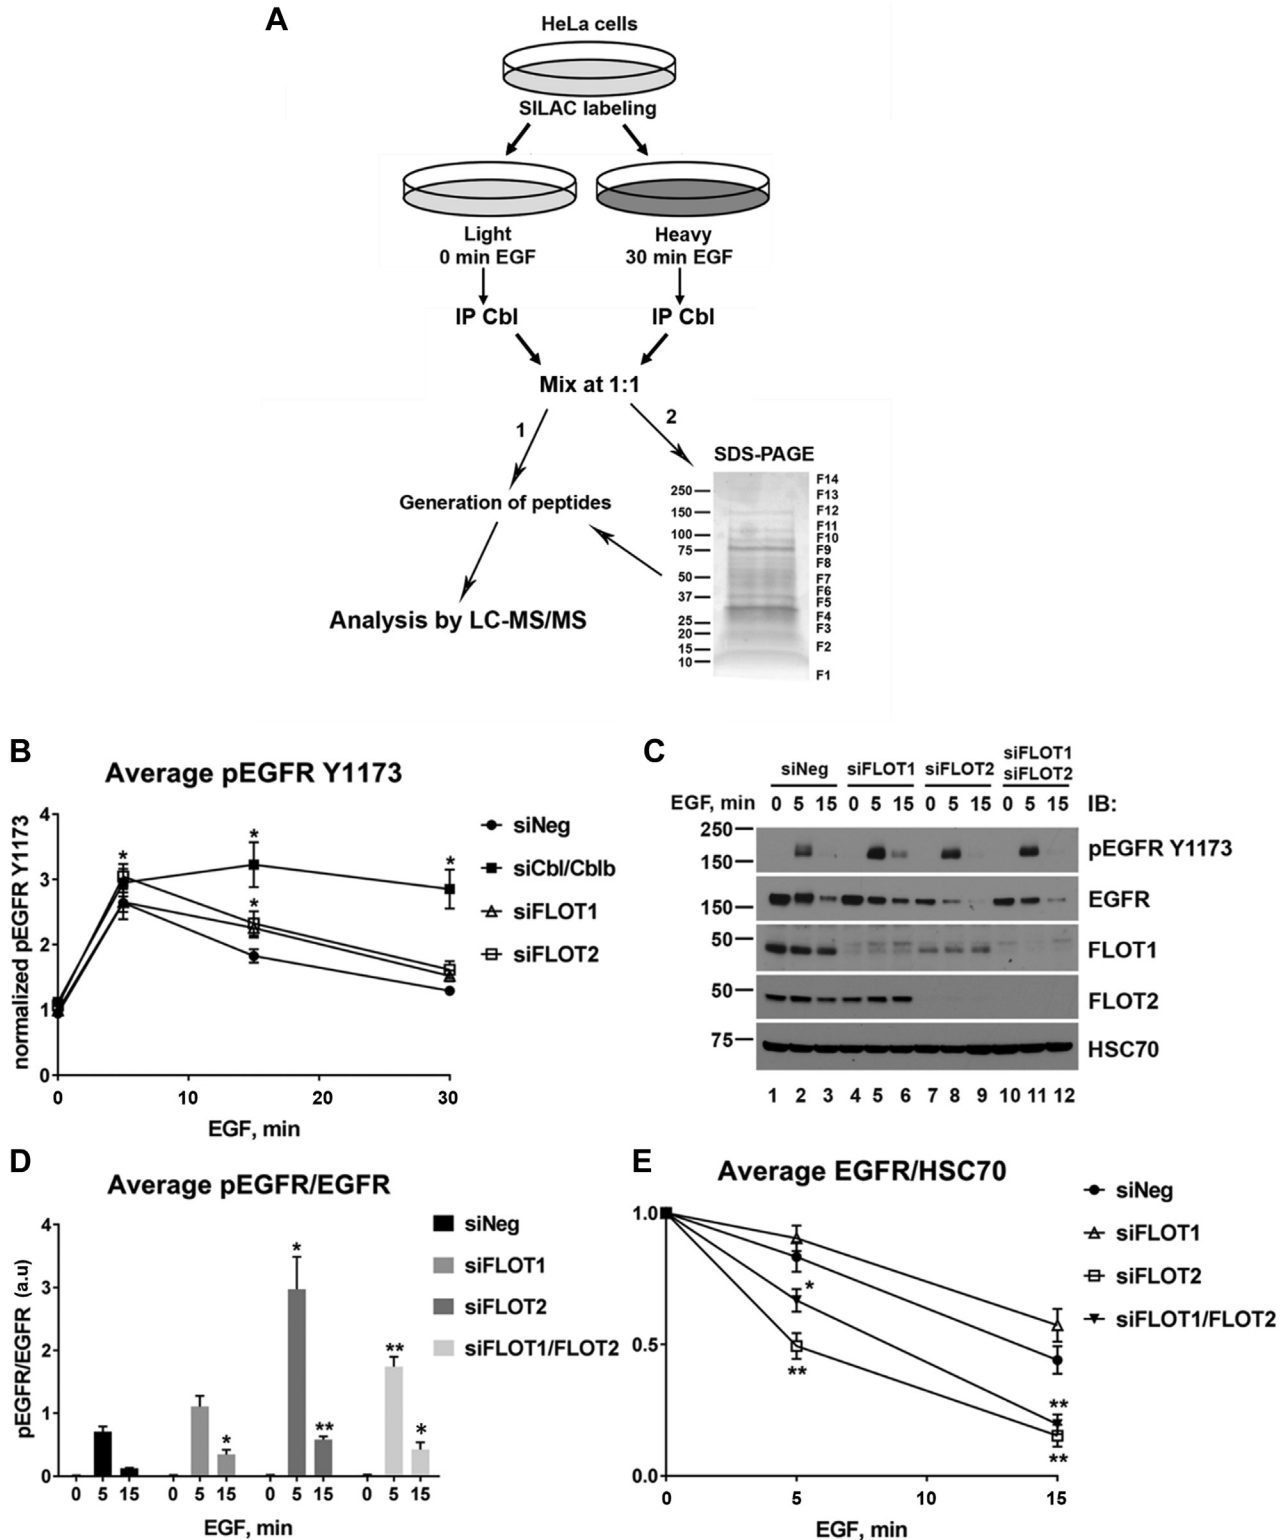 A
HeLa cells
SILAC labeling
Light
0 min EGF
Heavy
30 min EGF
IP Cbl
IP Cbl
Mix at 1:1
1
2
SDS-PAGE
Generation of peptides
Analysis by LC-MS/MS
250
150
100
75
50
37
25
20
15
10
F14
F13
F12
F11
F10
F9
F8
F7
F6
F5
F4
F3
F2
F1
B
Average pEGFR Y1173
normalized pEGFR Y1173
4
3
2
1
0
0 10 20 30
EGF, min
* * * *
siNeg
siCbl/Cblb
siFLOT1
siFLOT2
C
siNeg siFLOT1 siFLOT2 siFLOT1
siFLOT2
EGF, min 0 5 15 0 5 15 0 5 15 0 5 15 IB:
250
150
pEGFR Y1173
150
EGFR
50
FLOT1
50
FLOT2
75
HSC70
1 2 3 4 5 6 7 8 9 10 11 12
D
Average pEGFR/EGFR
pEGFR/EGFR (a.u)
4
3
2
1
0
* * ** ** *
0 5 15 0 5 15 0 5 15 0 5 15
EGF, min
siNeg
siFLOT1
siFLOT2
siFLOT1/FLOT2
E
Average EGFR/HSC70
1.0
0.5
0.0
*
**
**
**
0 5 10 15
EGF, min
siNeg
siFLOT1
siFLOT2
siFLOT1/FLOT2